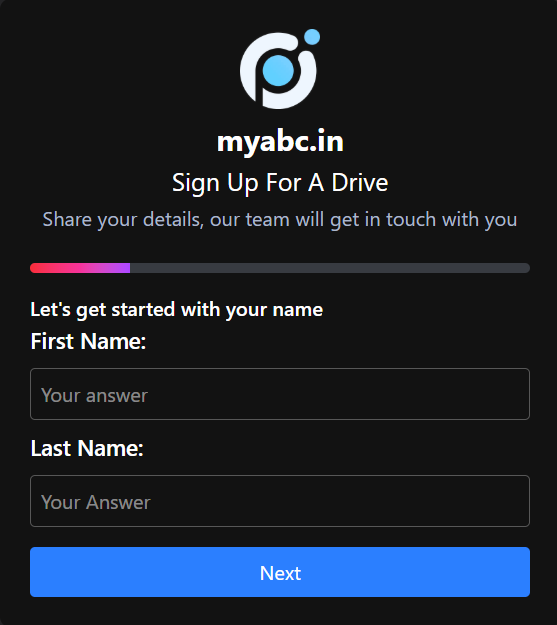 myabc.in
Sign Up For A Drive
Share your details, our team will get in touch with you
Let's get started with your name
First Name:
Your answer
Last Name:
Your Answer
Next